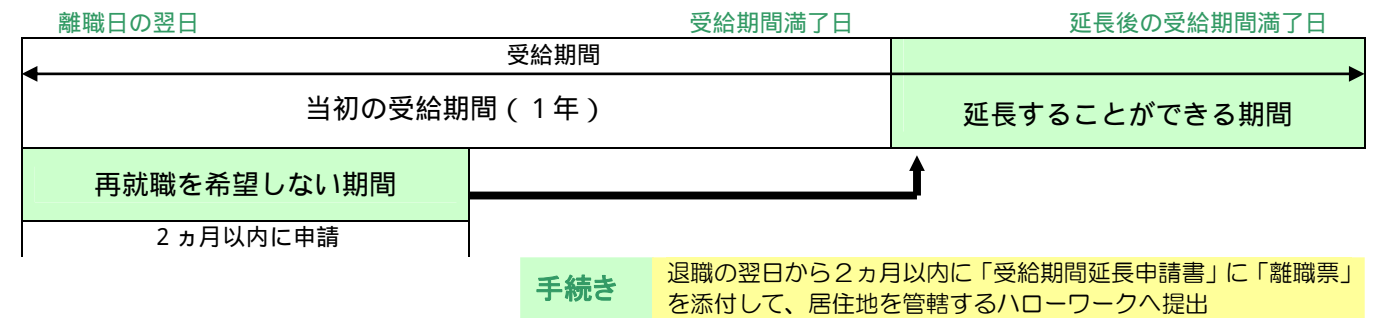 離職日の翌日 受給期間満了日 延長後の受給期間満了日
受給期間
当初の受給期間(1年) 延長することができる期間
再就職を希望しない期間
2ヵ月以内に申請
手続き 退職の翌日から2ヵ月以内に「受給期間延長申請書」に「離職票」
を添付して、居住地を管轄するハローワークへ提出